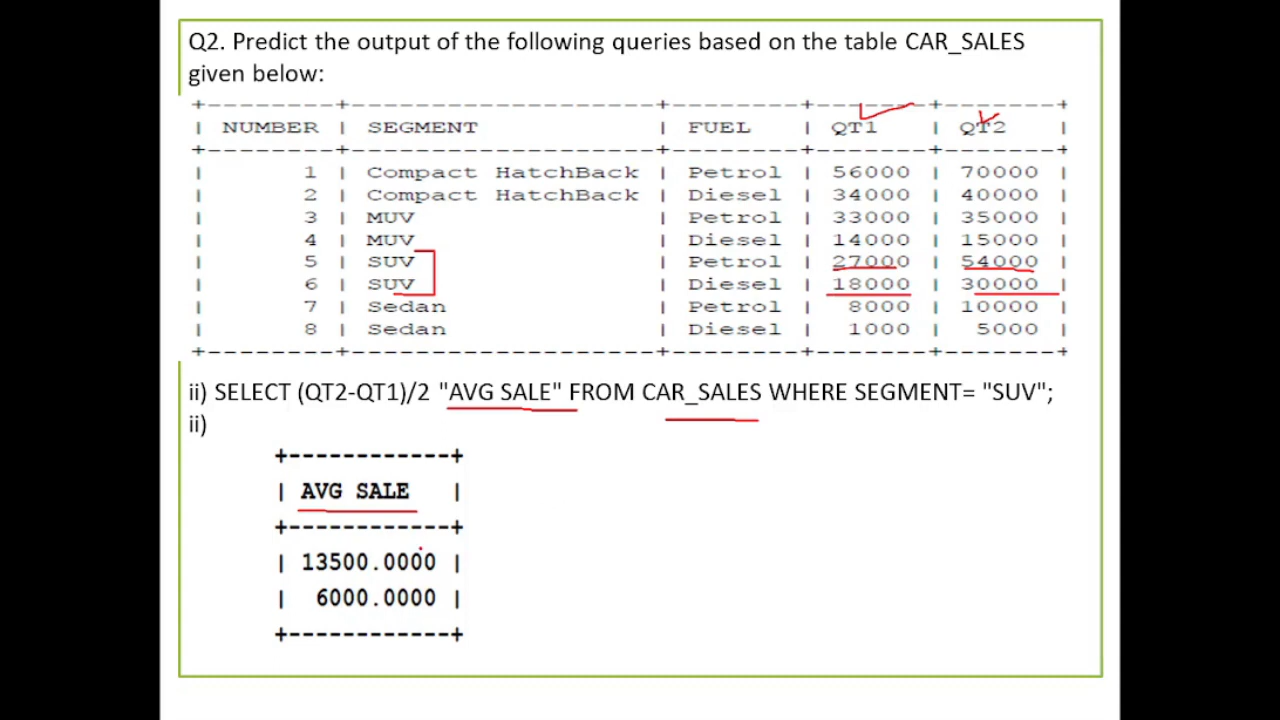 Q2. Predict the output of the following queries based on the table CAR_SALES
given below:
+--------+--------------------+--------+-------+-------+
| NUMBER | SEGMENT | FUEL | QT1 | QT2 |
+--------+--------------------+--------+-------+-------+
| 1 | Compact HatchBack | Petrol | 56000 | 70000 |
| 2 | Compact HatchBack | Diesel | 34000 | 40000 |
| 3 | MUV | Petrol | 33000 | 35000 |
| 4 | MUV | Diesel | 14000 | 15000 |
| 5 | SUV | Petrol | 27000 | 54000 |
| 6 | SUV | Diesel | 18000 | 30000 |
| 7 | Sedan | Petrol | 8000 | 10000 |
| 8 | Sedan | Diesel | 1000 | 5000 |
+--------+--------------------+--------+-------+-------+
ii) SELECT (QT2-QT1)/2 "AVG SALE" FROM CAR_SALES WHERE SEGMENT= "SUV";
ii)
+------------+
| AVG SALE |
+------------+
| 13500.0000 |
| 6000.0000 |
+------------+